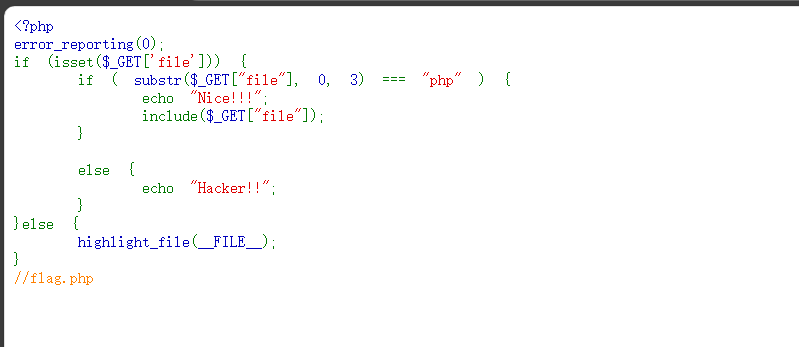 <?php
error_reporting(0);
if (isset($_GET['file'])) {
if ( substr($_GET["file"], 0, 3) === "php" ) {
echo "Nice!!!";
include($_GET["file"]);
}
else {
echo "Hacker!!";
}
}else {
highlight_file(__FILE__);
}
//flag.php